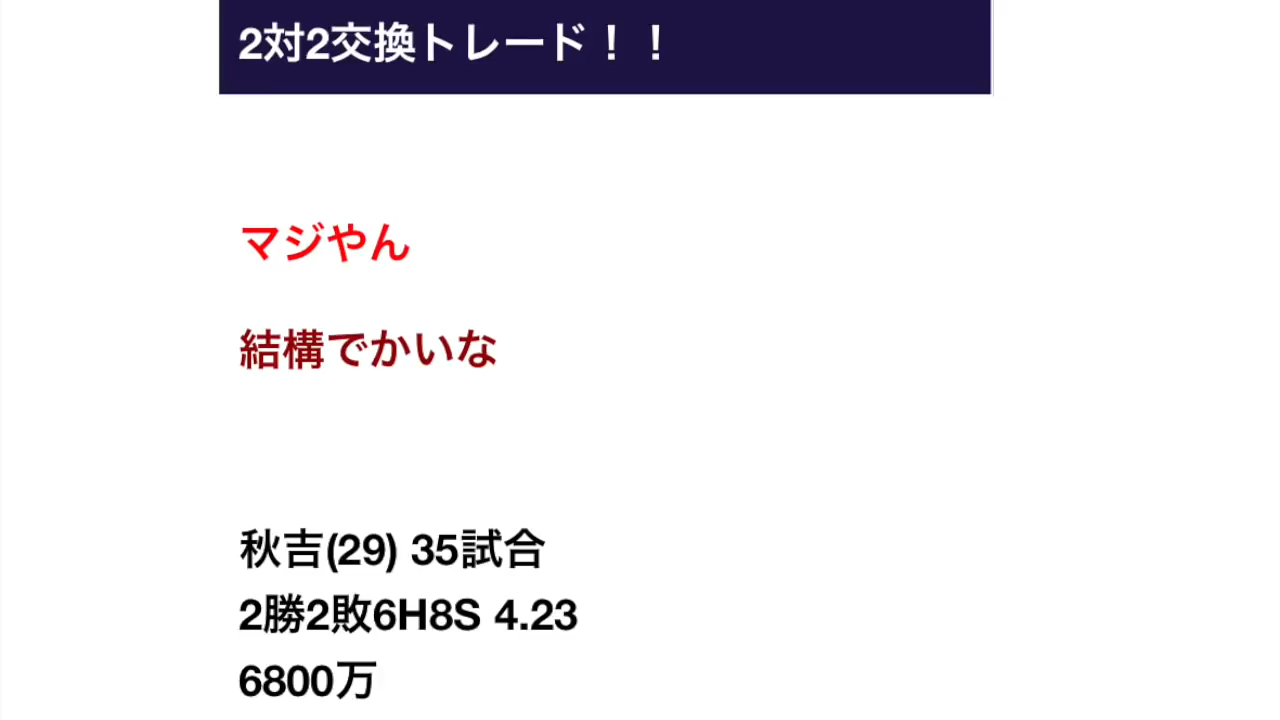 2対2交換トレード！！
マジやん
結構でかいな
秋吉(29) 35試合
2勝2敗6H8S 4.23
6800万